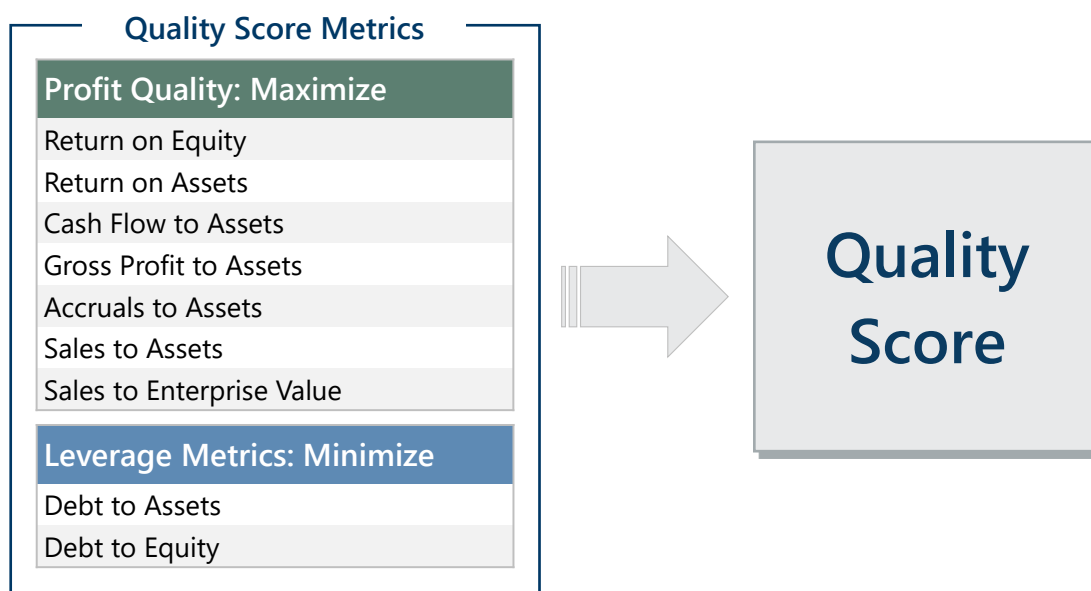 Quality Score Metrics
Profit Quality: Maximize
Return on Equity
Return on Assets
Cash Flow to Assets
Gross Profit to Assets
Accruals to Assets
Sales to Assets
Sales to Enterprise Value
Leverage Metrics: Minimize
Debt to Assets
Debt to Equity
Quality
Score